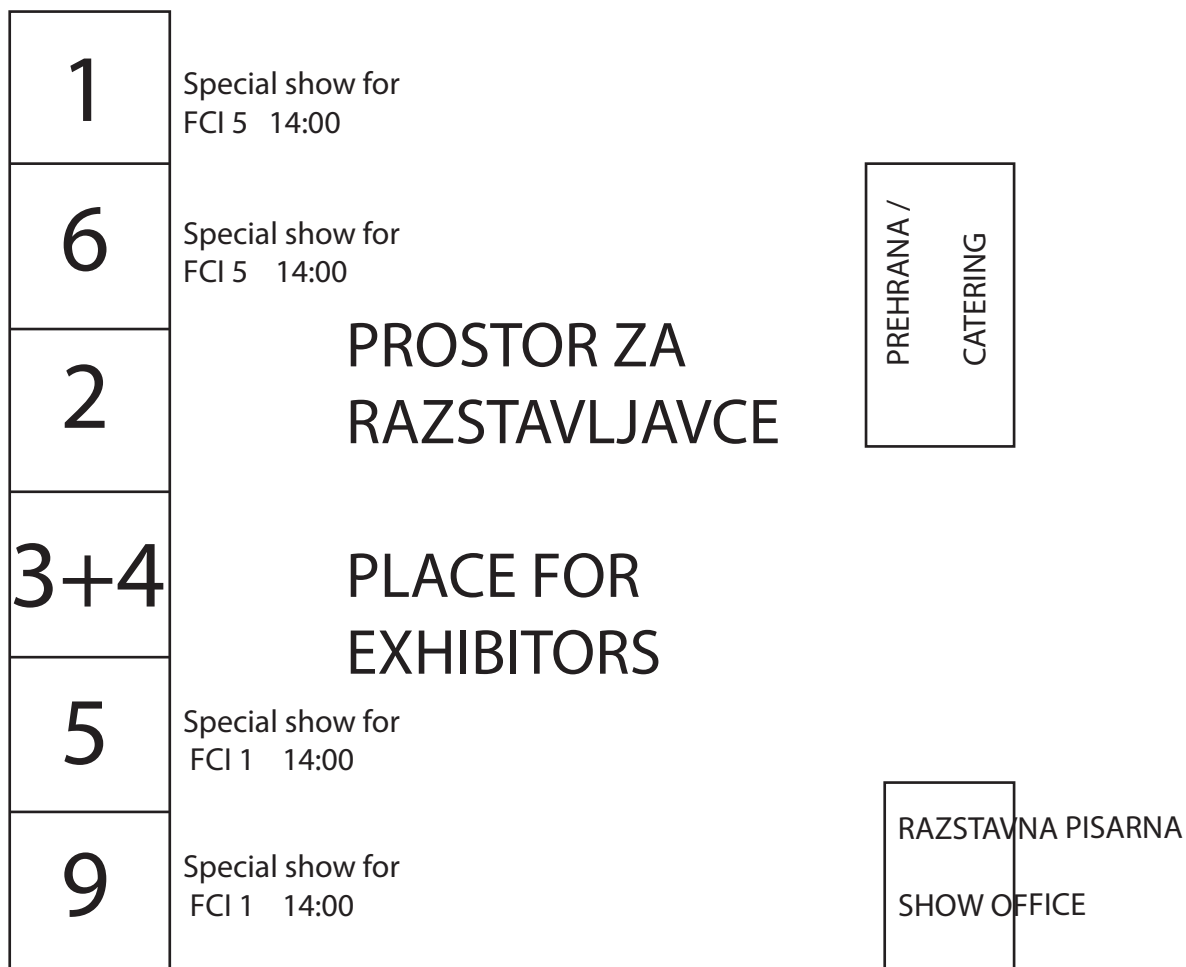 1
Special show for
FCI 5 14:00
6
Special show for
FCI 5 14:00
2
3+4
5
Special show for
FCI 1 14:00
9
Special show for
FCI 1 14:00
PROSTOR ZA
RAZSTAVLJAVCE
PLACE FOR
EXHIBITORS
PREHRANA /
CATERING
RAZSTAVNA PISARNA
SHOW OFFICE